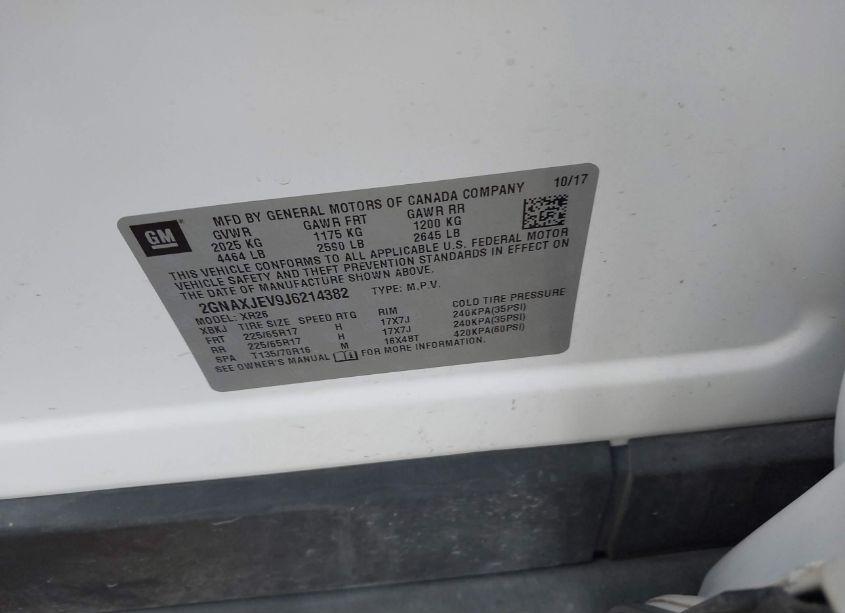 GM
MFD BY GENERAL MOTORS OF CANADA COMPANY 10/17
GVWR GAWR FRT GAWR RR
2025 KG 1175 KG 1200 KG
4464 LB 2590 LB 2645 LB
THIS VEHICLE CONFORMS TO ALL APPLICABLE U.S. FEDERAL MOTOR
VEHICLE SAFETY AND THEFT PREVENTION STANDARDS IN EFFECT ON
THE DATE OF MANUFACTURE SHOWN ABOVE.
2GNAXJEV9J6214382 TYPE: M.P.V.
MODEL: XR26
XBKJ TIRE SIZE SPEED RTG RIM COLD TIRE PRESSURE
FRT 225/65R17 H 17X7J 240KPA(35PSI)
RR 225/65R17 H 17X7J 240KPA(35PSI)
SPA T135/70R16 M 16X4BT 420KPA(60PSI)
SEE OWNER'S MANUAL FOR MORE INFORMATION.